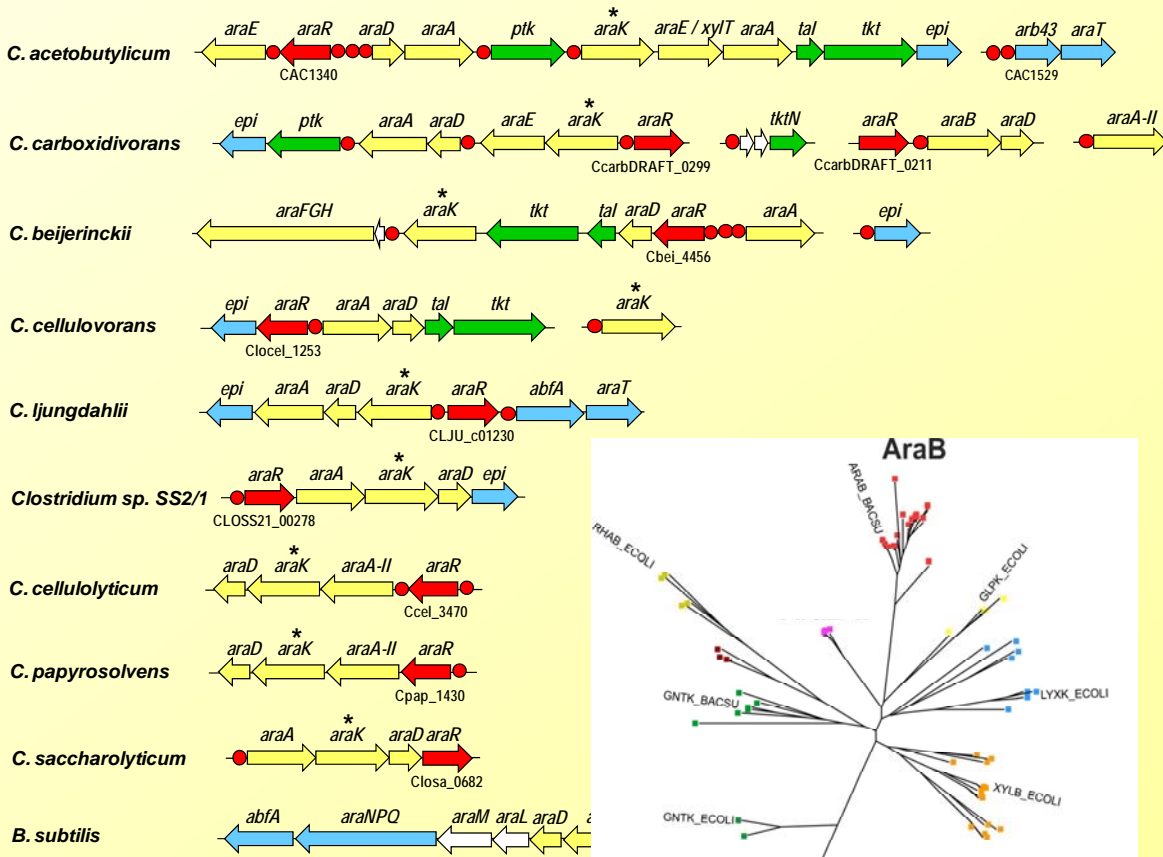 araE araR araD araA ptk * araK araE / xylT araA tal tkt epi arb43 araT
C. acetobutylicum
CAC1340 CAC1529
epi ptk araA araD araE * araK araR tktN araR araB araD araA-II
C. carboxidivorans
CcarbDRAFT_0299 CcarbDRAFT_0211
araFGH * araK tkt tal araD araR araA epi
C. beijerinckii
Cbei_4456
epi araR araA araD tal tkt * araK
C. cellulovorans
Clocel_1253
epi araA araD * araK araR abfA araT
C. ljungdahlii
CLJU_c01230
araR araA * araK araD epi
Clostridium sp. SS2/1
CLOSS21_00278
araD * araK araA-II araR
C. cellulolyticum
Ccel_3470
araD * araK araA-II araR
C. papyrosolvens
Cpap_1430
araA * araK araD araR
C. saccharolyticum
Closa_0682
abfA araNPQ araM araL araD
B. subtilis
AraB
ARAB_BACSU
RHAB_ECOLI
GLPK_ECOLI
GNTK_BACSU
LYXK_ECOLI
XYLB_ECOLI
GNTK_ECOLI